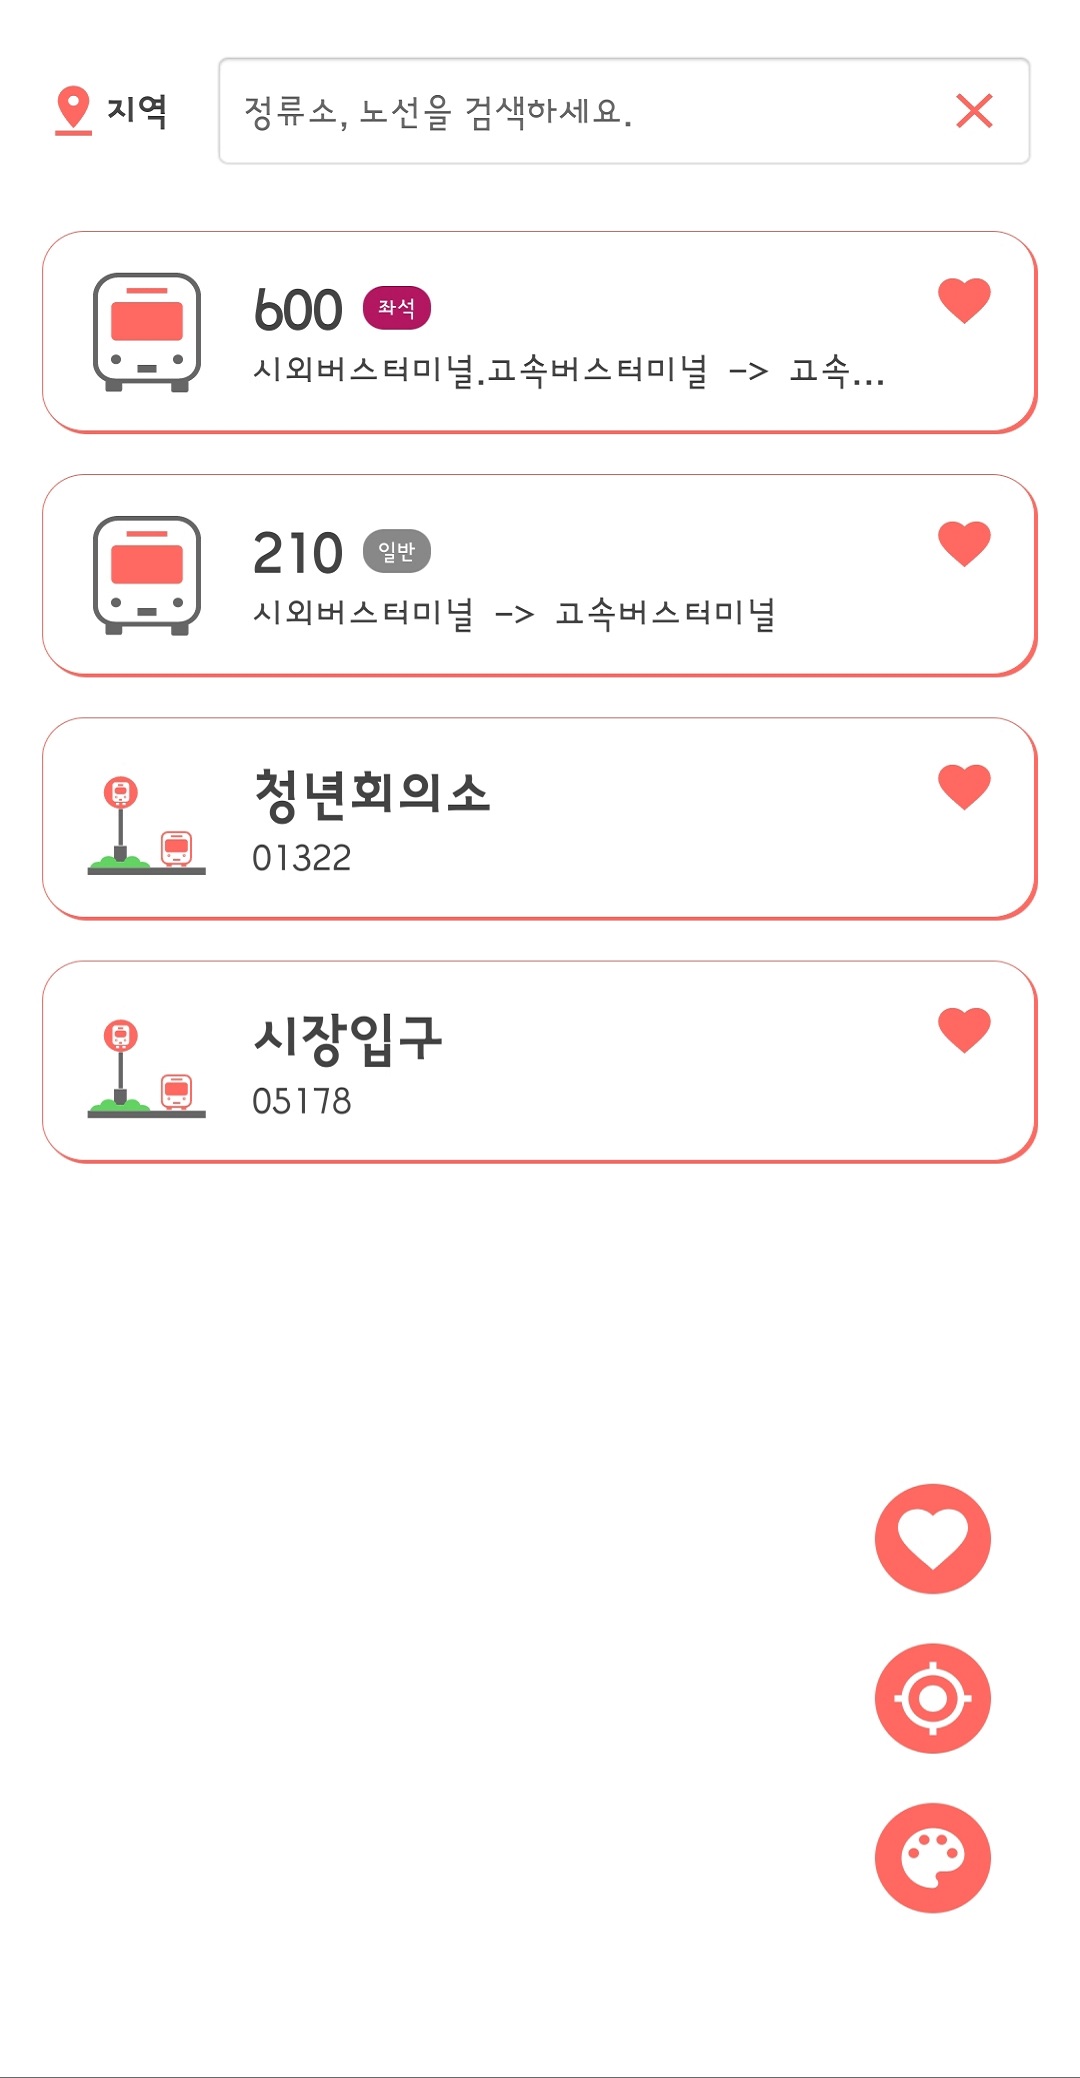 지역
정류소, 노선을 검색하세요.
600 좌석
시외버스터미널.고속버스터미널 -> 고속...
210 일반
시외버스터미널 -> 고속버스터미널
청년회의소
01322
시장입구
05178